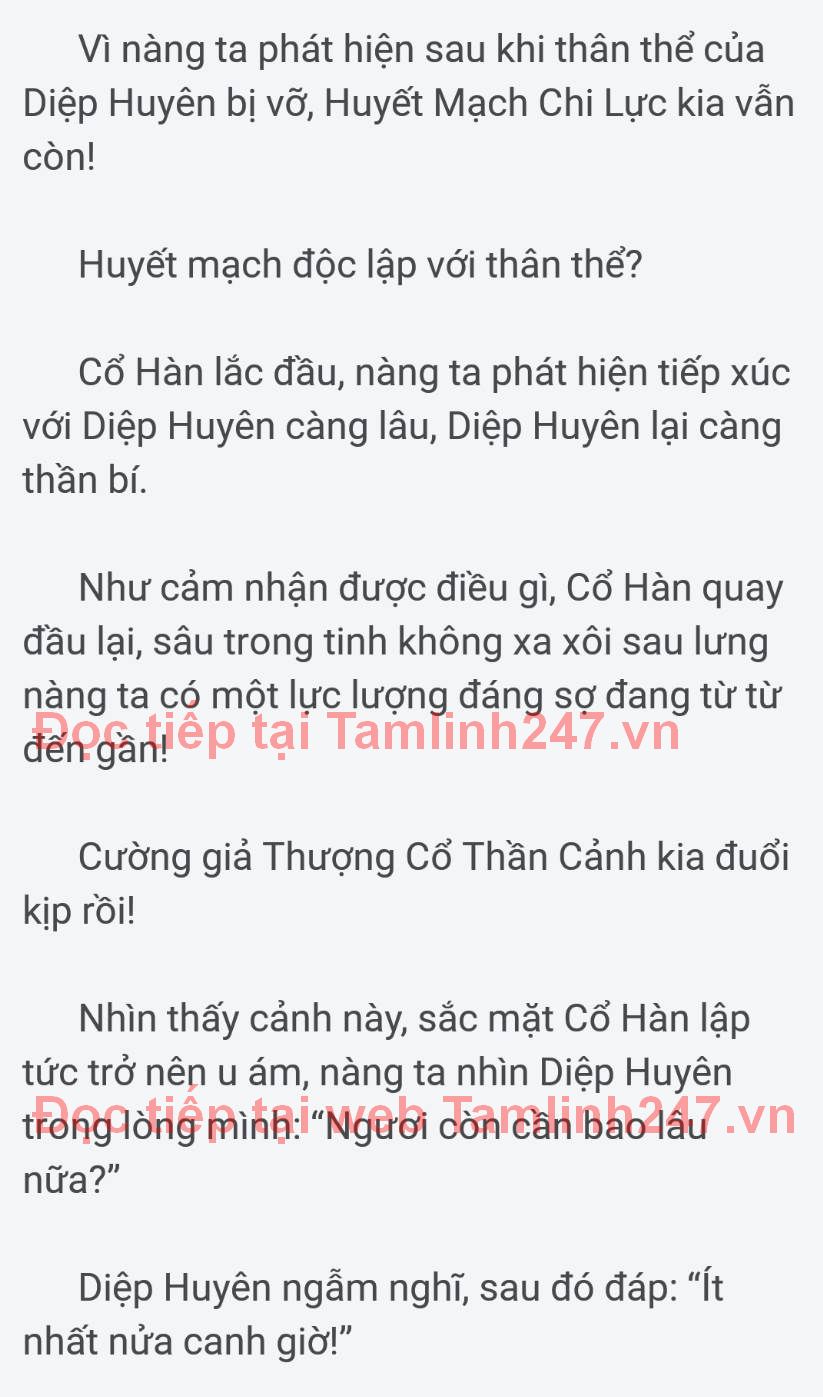 Vì nàng ta phát hiện sau khi thân thể của
Diệp Huyên bị vỡ, Huyết Mạch Chi Lực kia vẫn
còn!
Huyết mạch độc lập với thân thể?
Cổ Hàn lắc đầu, nàng ta phát hiện tiếp xúc
với Diệp Huyên càng lâu, Diệp Huyên lại càng
thần bí.
Như cảm nhận được điều gì, Cổ Hàn quay
đầu lại, sâu trong tinh không xa xôi sau lưng
nàng ta có một lực lượng đáng sợ đang từ từ
Đọc tiếp tại Tamlinh247.vn
đến gần!
Cường giả Thượng Cổ Thần Cảnh kia đuổi
kịp rồi!
Nhìn thấy cảnh này, sắc mặt Cổ Hàn lập
tức trở nên u ám, nàng ta nhìn Diệp Huyên
Đọc tiếp tại web Tamlinh247.vn
trong lòng mình: “Ngươi còn cần bao lâu
nữa?”
Diệp Huyên ngẫm nghĩ, sau đó đáp: “Ít
nhất nửa canh giờ!”